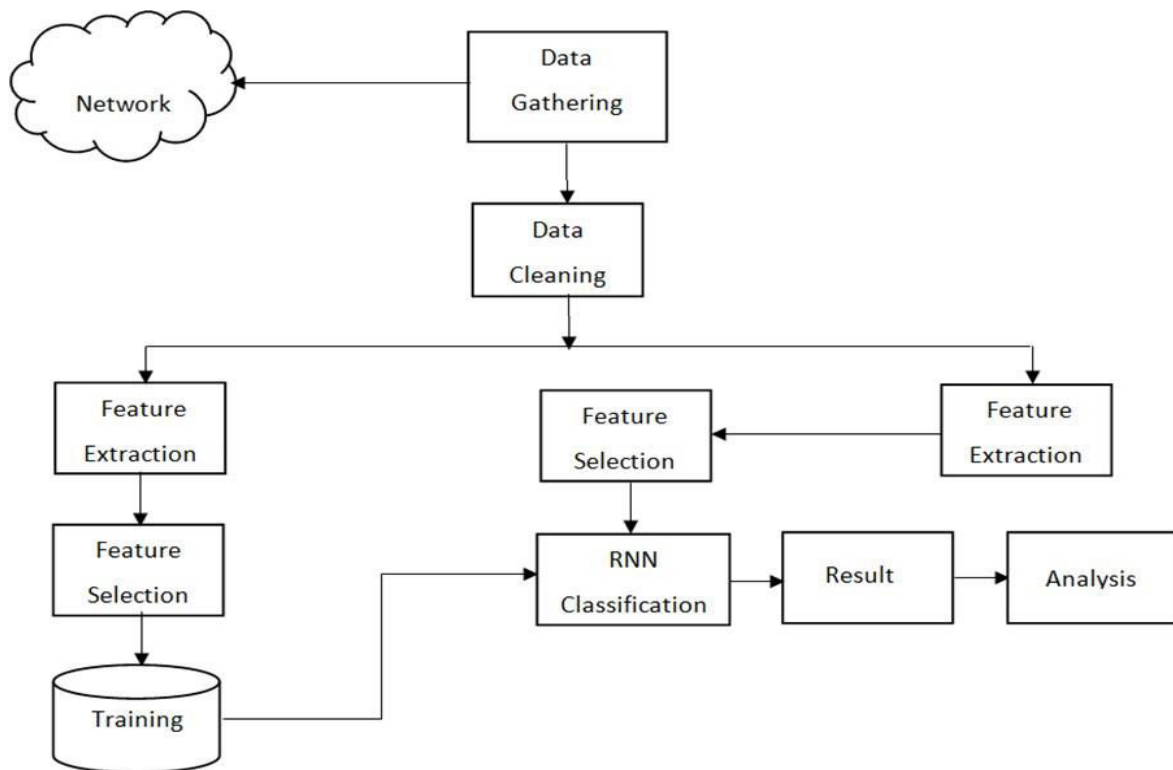 Network
Data
Gathering
Data
Cleaning
Feature
Extraction
Feature
Selection
Feature
Extraction
Feature
Selection
RNN
Classification
Result
Analysis
Training